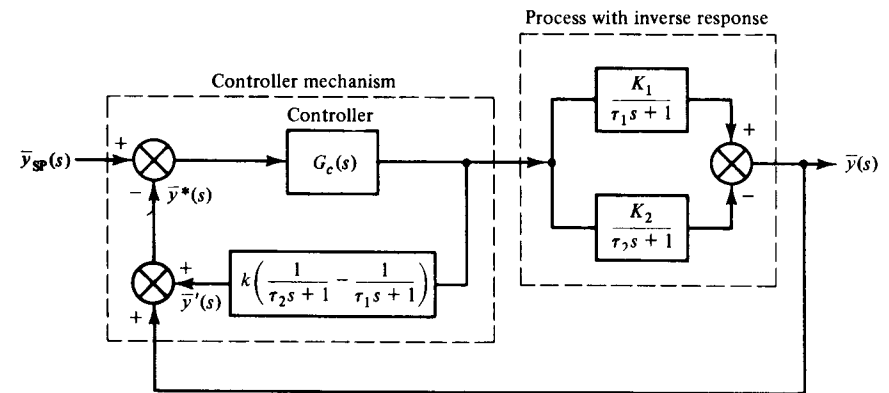 Process with inverse response
Controller mechanism
Controller
K₁
τ₁s + 1
+
ȳ_SP(s)
+
G_c(s)
ȳ(s)
−
ȳ*(s)
−
K₂
τ₂s + 1
+
ȳ'(s)
k(1/(τ₂s + 1) − 1/(τ₁s + 1))
+